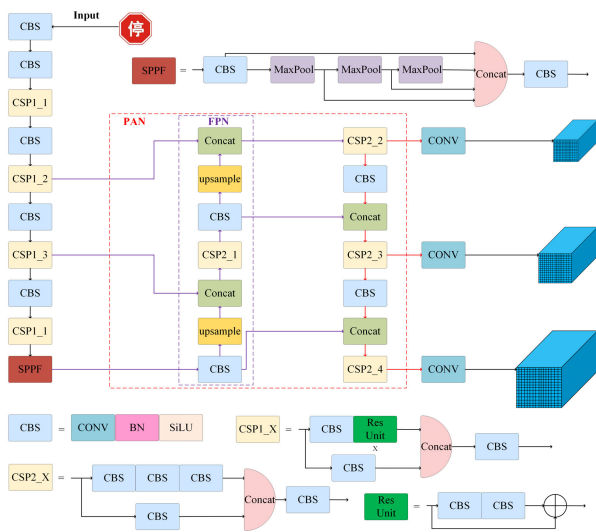 Input
停
CBS
CBS
CSP1_1
CBS
CSP1_2
CBS
CSP1_3
CBS
CSP1_1
SPPF
SPPF = CBS MaxPool MaxPool MaxPool Concat CBS
PAN
FPN
Concat
upsample
CBS
CSP2_1
Concat
upsample
CBS
CSP2_2
CBS
Concat
CSP2_3
CBS
Concat
CSP2_4
CONV
CONV
CONV
CBS = CONV BN SiLU
CSP1_X = CBS Res Unit Concat CBS
X
CBS
CSP2_X = CBS CBS CBS Concat CBS
CBS
Res Unit = CBS CBS